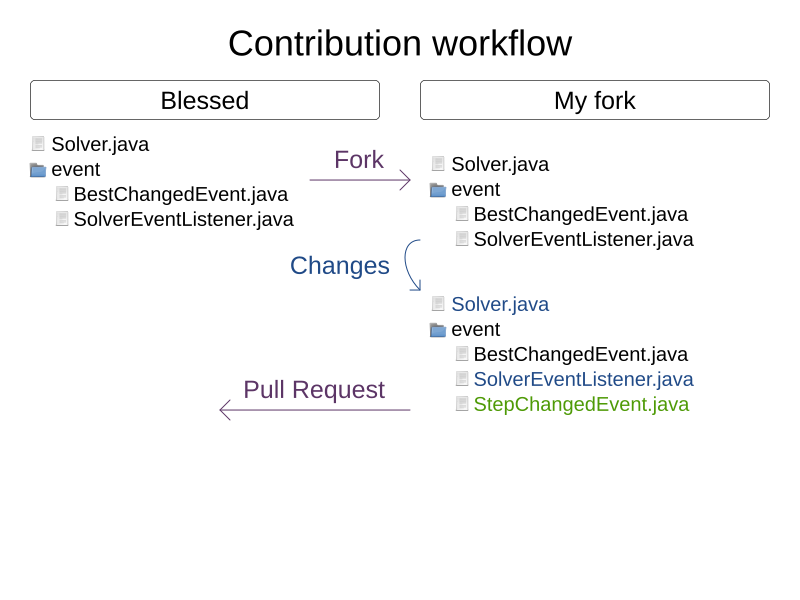 Contribution workflow
Blessed
My fork
Solver.java
event
BestChangedEvent.java
SolverEventListener.java
Fork
Solver.java
event
BestChangedEvent.java
SolverEventListener.java
Changes
Solver.java
event
BestChangedEvent.java
SolverEventListener.java
StepChangedEvent.java
Pull Request